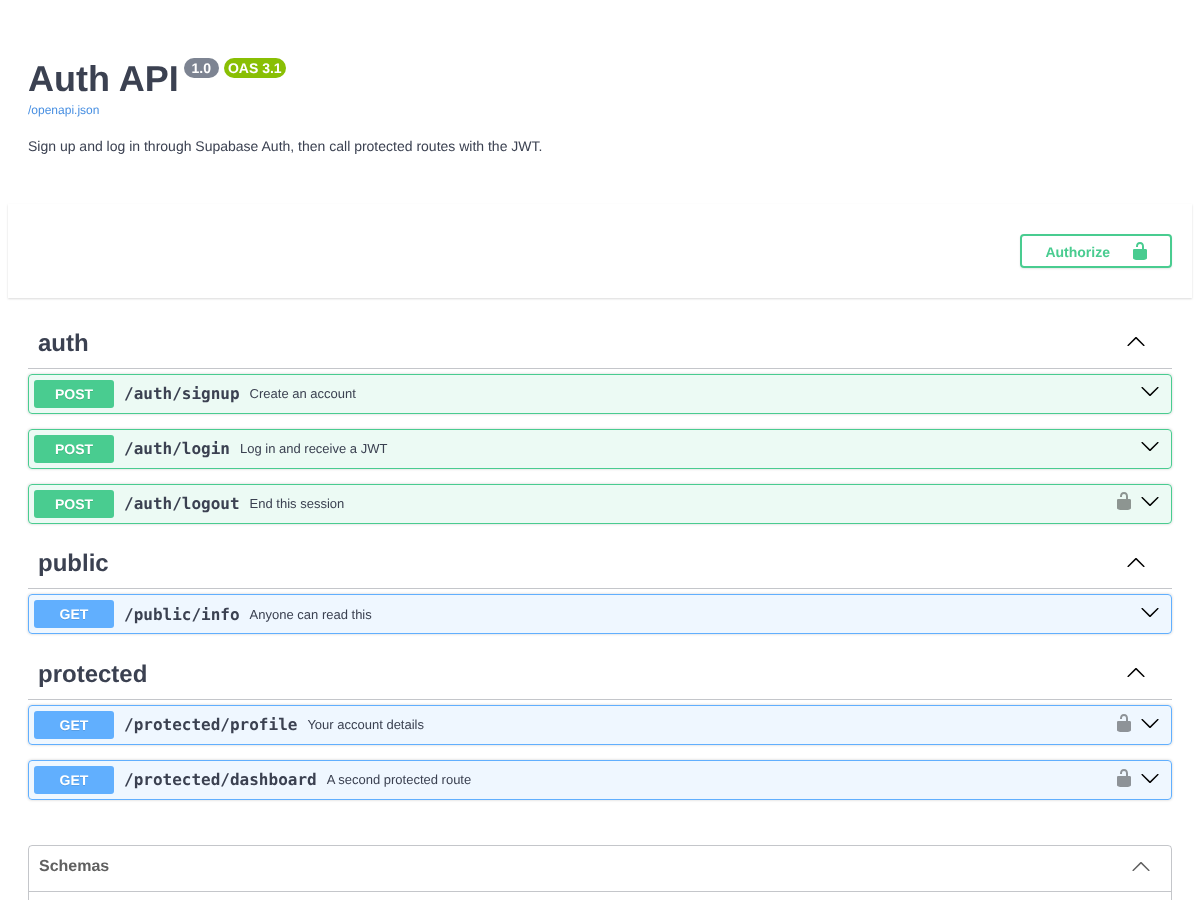 Auth API 1.0 OAS 3.1
/openapi.json
Sign up and log in through Supabase Auth, then call protected routes with the JWT.
Authorize
auth
POST /auth/signup Create an account
POST /auth/login Log in and receive a JWT
POST /auth/logout End this session
public
GET /public/info Anyone can read this
protected
GET /protected/profile Your account details
GET /protected/dashboard A second protected route
Schemas